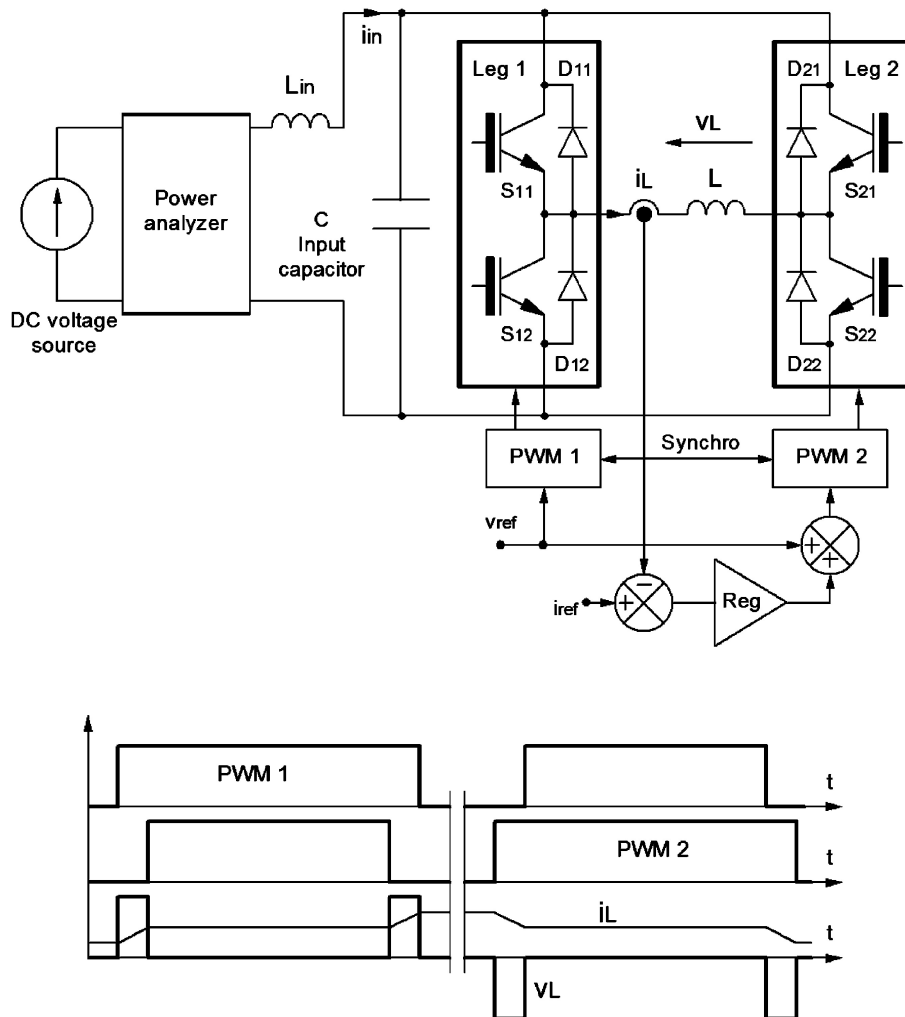 iin
Lin
Power
analyzer
DC voltage
source
C
Input
capacitor
Leg 1
D11
S11
S12
D12
VL
iL
L
D21
Leg 2
S21
S22
D22
PWM 1
Synchro
PWM 2
vref
+
+
−
+
iref
Reg
PWM 1
t
PWM 2
t
iL
t
VL